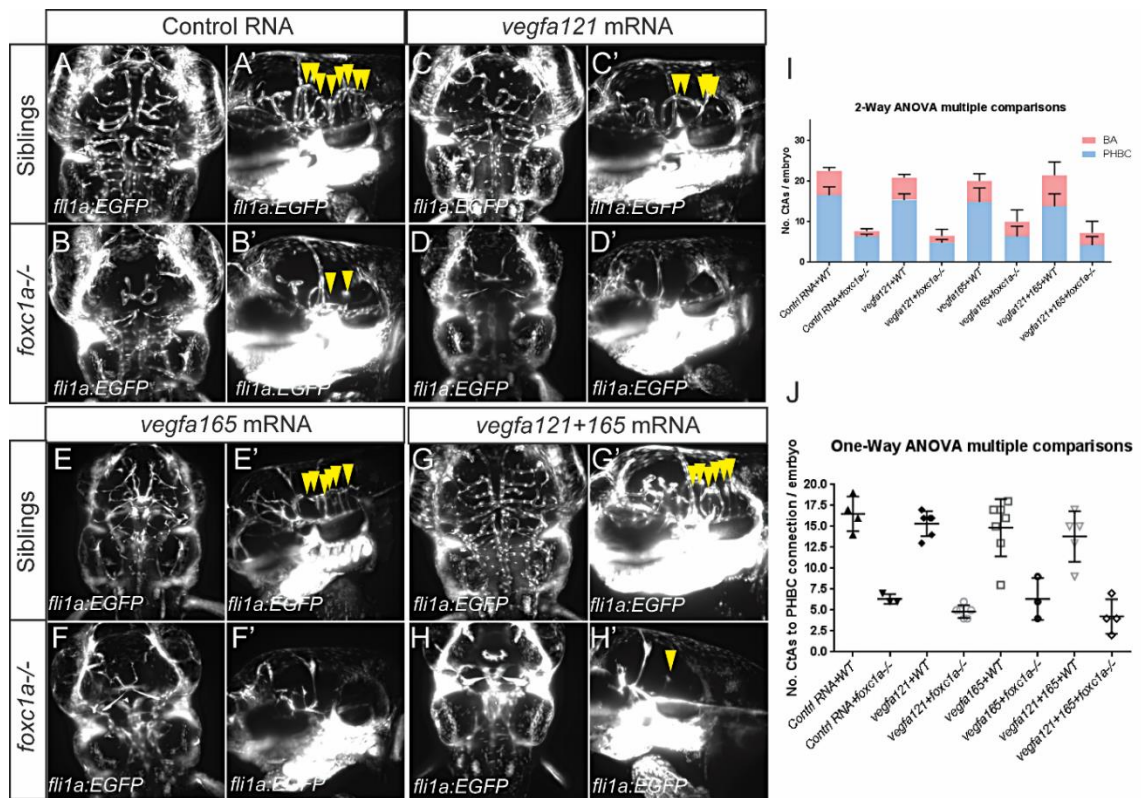 Control RNA
vegfa121 mRNA
Siblings
A
A'
C
C'
fli1a:EGFP
fli1a:EGFP
fli1a:EGFP
fli1a:EGFP
foxc1a-/-
B
B'
D
D'
fli1a:EGFP
fli1a:EGFP
fli1a:EGFP
fli1a:EGFP
vegfa165 mRNA
vegfa121+165 mRNA
Siblings
E
E'
G
G'
fli1a:EGFP
fli1a:EGFP
fli1a:EGFP
fli1a:EGFP
foxc1a-/-
F
F'
H
H'
fli1a:EGFP
fli1a:EGFP
fli1a:EGFP
fli1a:EGFP
I
2-Way ANOVA multiple comparisons
BA
PHBC
No. CtAs / embryo
30
20
10
0
Contrl RNA+WT
Contrl RNA+foxc1a-/-
vegfa121+WT
vegfa121+foxc1a-/-
vegfa165+WT
vegfa165+foxc1a-/-
vegfa121+165+WT
vegfa121+165+foxc1a-/-
J
One-Way ANOVA multiple comparisons
No. CtAs to PHBC connection / embryo
20.0
17.5
15.0
12.5
10.0
7.5
5.0
2.5
0.0
Contrl RNA+WT
Contrl RNA+foxc1a-/-
vegfa121+WT
vegfa121+foxc1a-/-
vegfa165+WT
vegfa165+foxc1a-/-
vegfa121+165+WT
vegfa121+165+foxc1a-/-